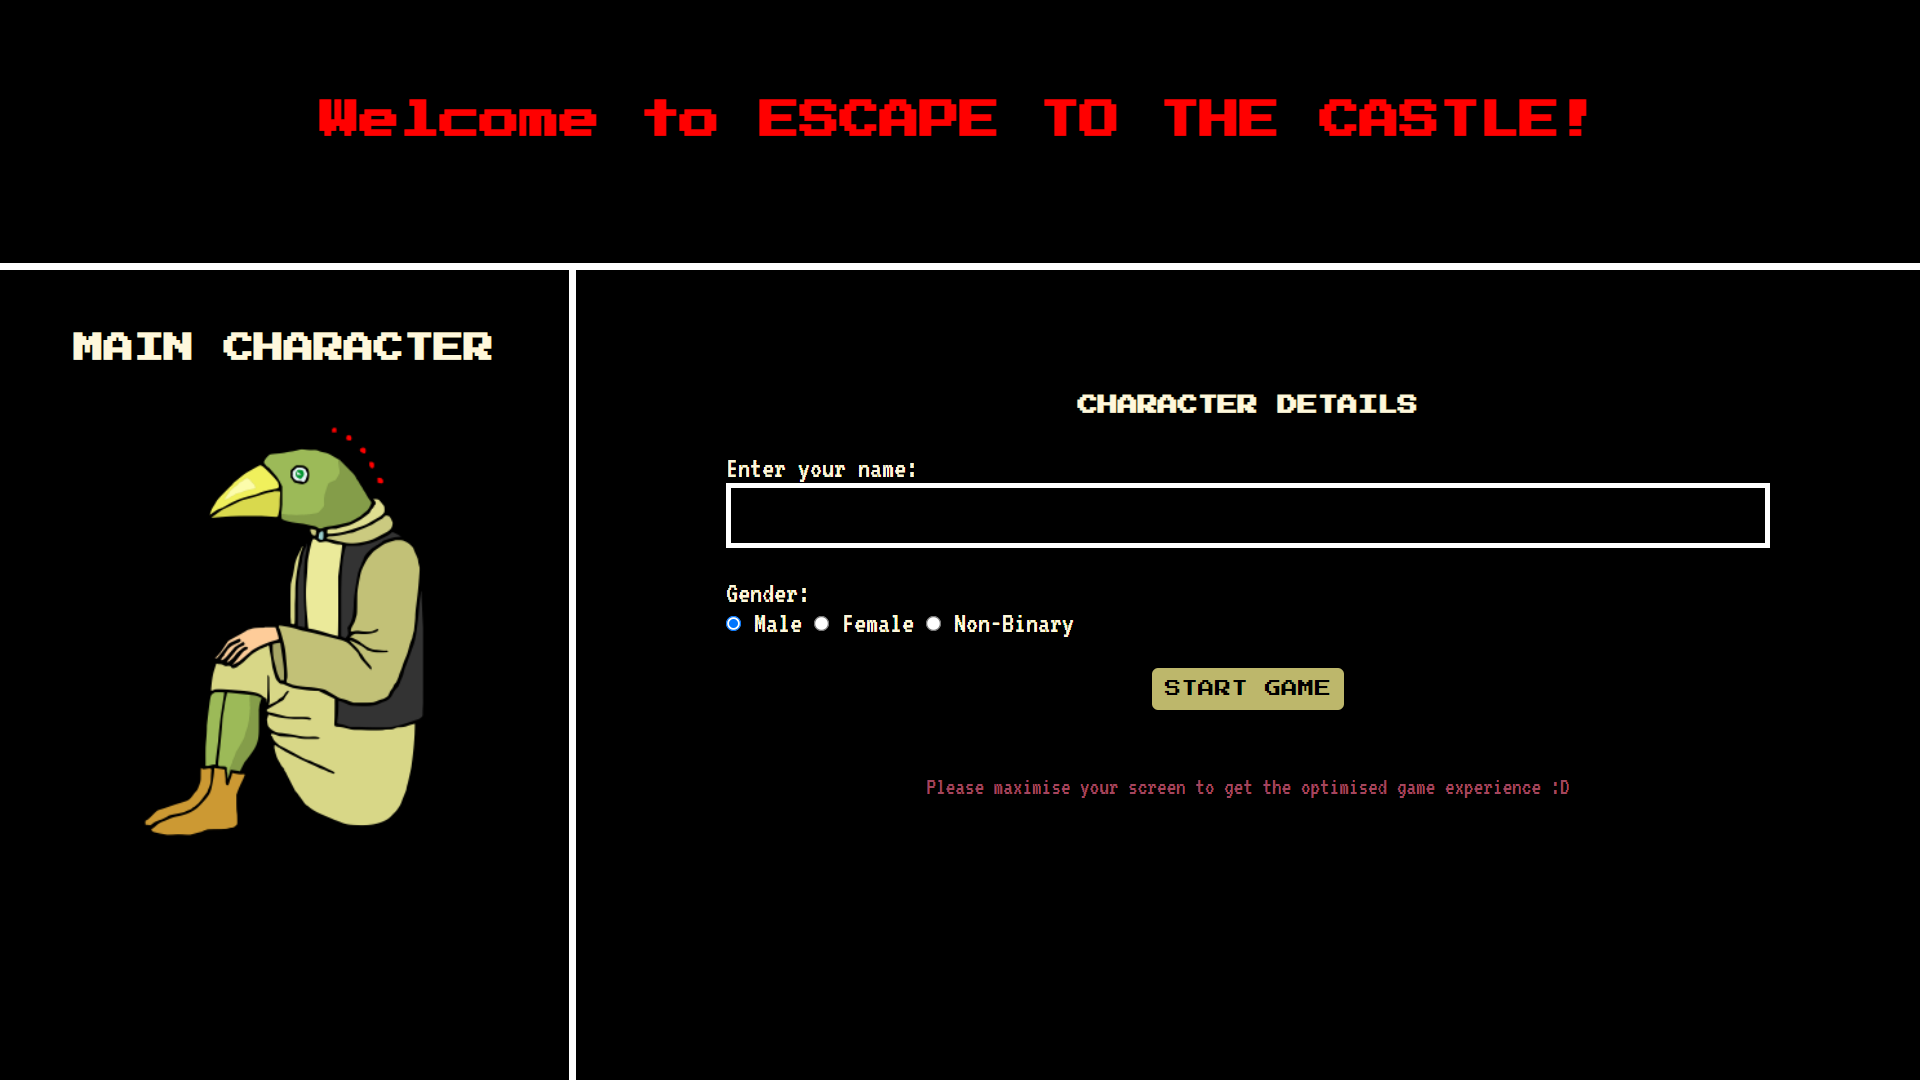 Welcome to ESCAPE TO THE CASTLE!
MAIN CHARACTER
CHARACTER DETAILS
Enter your name:
Gender:
Male Female Non-Binary
START GAME
Please maximise your screen to get the optimised game experience :D